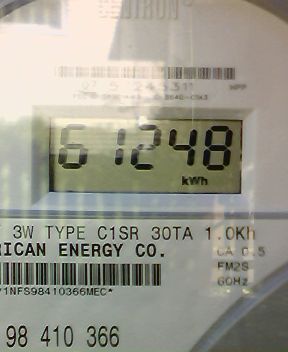 61248
kWh
3W TYPE C1SR 30TA 1.0Kh
RICAN ENERGY CO.
CA 0.5
FM2S
60Hz
1NFS98410366MEC*
98 410 366